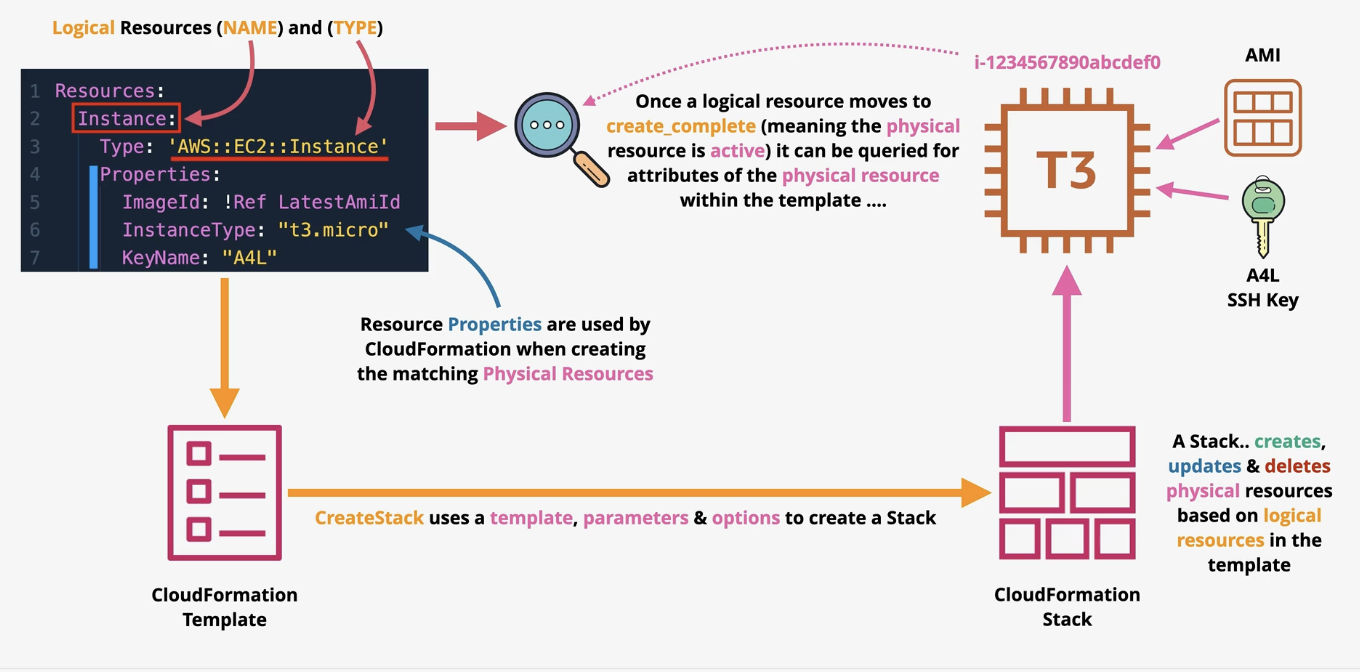 Logical Resources (NAME) and (TYPE)
1 Resources:
2 Instance:
3 Type: 'AWS::EC2::Instance'
4 Properties:
5 ImageId: !Ref LatestAmiId
6 InstanceType: "t3.micro"
7 KeyName: "A4L"
Once a logical resource moves to
create_complete (meaning the physical
resource is active) it can be queried for
attributes of the physical resource
within the template ....
i-1234567890abcdef0
T3
AMI
A4L
SSH Key
Resource Properties are used by
CloudFormation when creating
the matching Physical Resources
CreateStack uses a template, parameters & options to create a Stack
CloudFormation
Template
CloudFormation
Stack
A Stack.. creates,
updates & deletes
physical resources
based on logical
resources in the
template